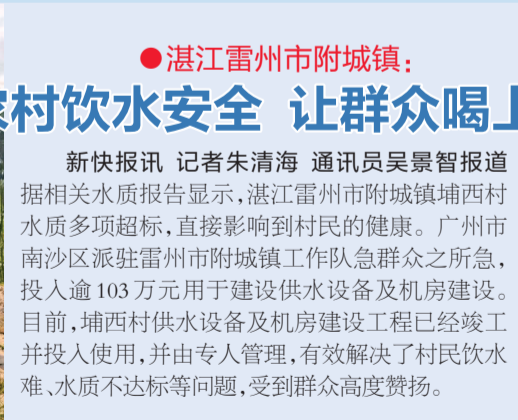 ●湛江雷州市附城镇：
村饮水安全 让群众喝上
新快报讯 记者朱清海 通讯员吴景智报道
据相关水质报告显示，湛江雷州市附城镇埔西村
水质多项超标，直接影响到村民的健康。广州市
南沙区派驻雷州市附城镇工作队急群众之所急，
投入逾103万元用于建设供水设备及机房建设。
目前，埔西村供水设备及机房建设工程已经竣工
并投入使用，并由专人管理，有效解决了村民饮水
难、水质不达标等问题，受到群众高度赞扬。